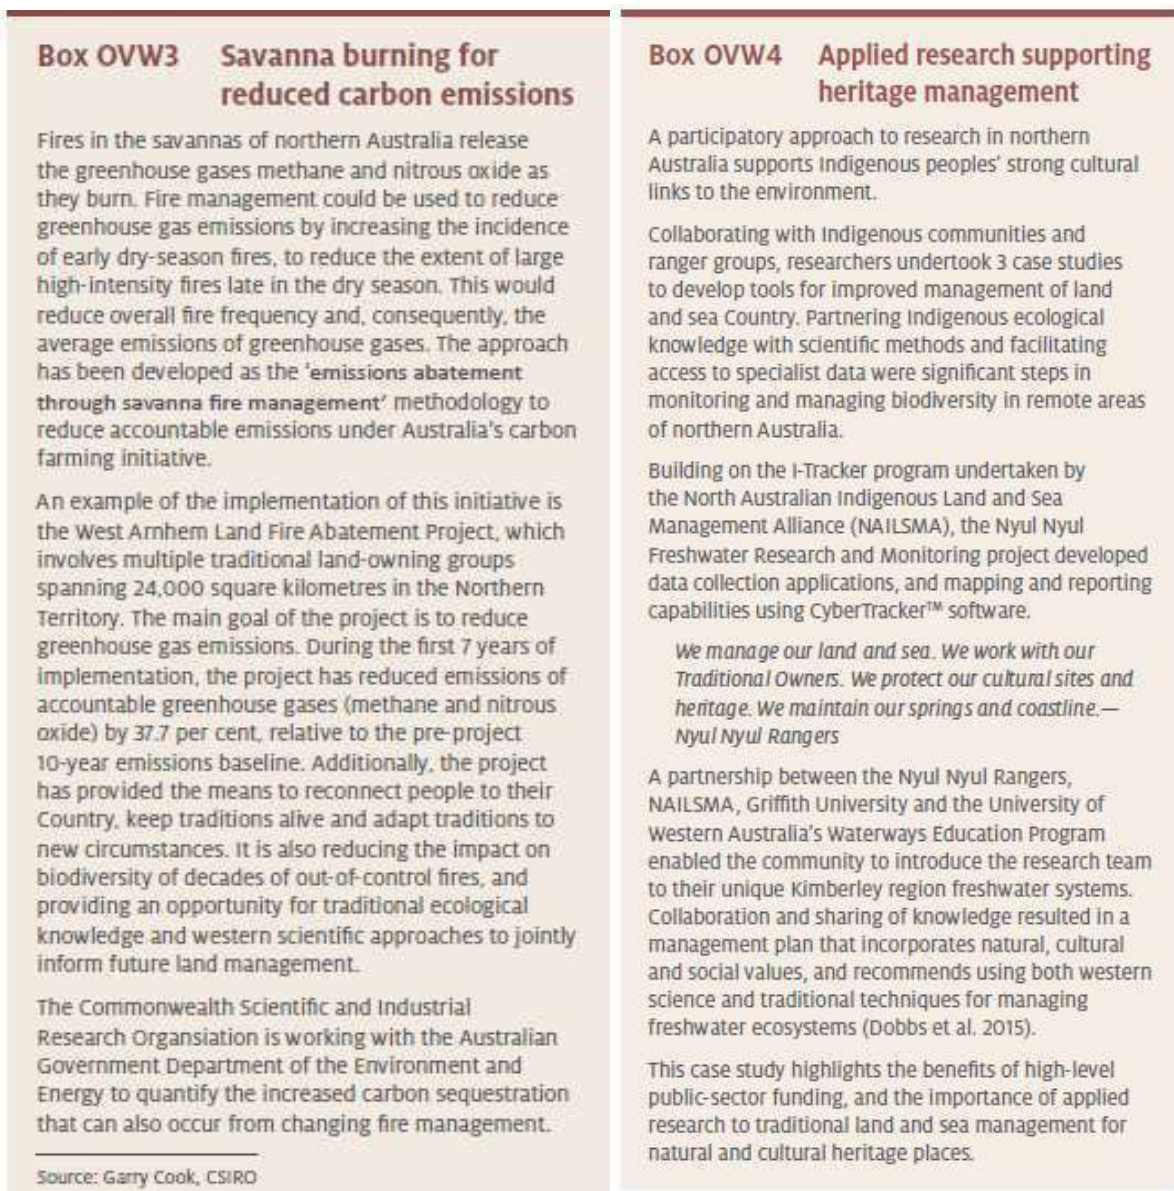 Box OVW3 Savanna burning for
reduced carbon emissions
Fires in the savannas of northern Australia release
the greenhouse gases methane and nitrous oxide as
they burn. Fire management could be used to reduce
greenhouse gas emissions by increasing the incidence
of early dry-season fires, to reduce the extent of large
high-intensity fires late in the dry season. This would
reduce overall fire frequency and, consequently, the
average emissions of greenhouse gases. The approach
has been developed as the 'emissions abatement
through savanna fire management' methodology to
reduce accountable emissions under Australia's carbon
farming initiative.
An example of the implementation of this initiative is
the West Arnhem Land Fire Abatement Project, which
involves multiple traditional land-owning groups
spanning 24,000 square kilometres in the Northern
Territory. The main goal of the project is to reduce
greenhouse gas emissions. During the first 7 years of
implementation, the project has reduced emissions of
accountable greenhouse gases (methane and nitrous
oxide) by 37.7 per cent, relative to the pre-project
10-year emissions baseline. Additionally, the project
has provided the means to reconnect people to their
Country, keep traditions alive and adapt traditions to
new circumstances. It is also reducing the impact on
biodiversity of decades of out-of-control fires, and
providing an opportunity for traditional ecological
knowledge and western scientific approaches to jointly
inform future land management.
The Commonwealth Scientific and Industrial
Research Organsiation is working with the Australian
Government Department of the Environment and
Energy to quantify the increased carbon sequestration
that can also occur from changing fire management.
Source: Garry Cook, CSIRO
Box OVW4 Applied research supporting
heritage management
A participatory approach to research in northern
Australia supports Indigenous peoples' strong cultural
links to the environment.
Collaborating with Indigenous communities and
ranger groups, researchers undertook 3 case studies
to develop tools for improved management of land
and sea Country. Partnering Indigenous ecological
knowledge with scientific methods and facilitating
access to specialist data were significant steps in
monitoring and managing biodiversity in remote areas
of northern Australia.
Building on the I-Tracker program undertaken by
the North Australian Indigenous Land and Sea
Management Alliance (NAILSMA), the Nyul Nyul
Freshwater Research and Monitoring project developed
data collection applications, and mapping and reporting
capabilities using CyberTracker™ software.
We manage our land and sea. We work with our
Traditional Owners. We protect our cultural sites and
heritage. We maintain our springs and coastline.—
Nyul Nyul Rangers
A partnership between the Nyul Nyul Rangers,
NAILSMA, Griffith University and the University of
Western Australia's Waterways Education Program
enabled the community to introduce the research team
to their unique Kimberley region freshwater systems.
Collaboration and sharing of knowledge resulted in a
management plan that incorporates natural, cultural
and social values, and recommends using both western
science and traditional techniques for managing
freshwater ecosystems (Dobbs et al. 2015).
This case study highlights the benefits of high-level
public-sector funding, and the importance of applied
research to traditional land and sea management for
natural and cultural heritage places.